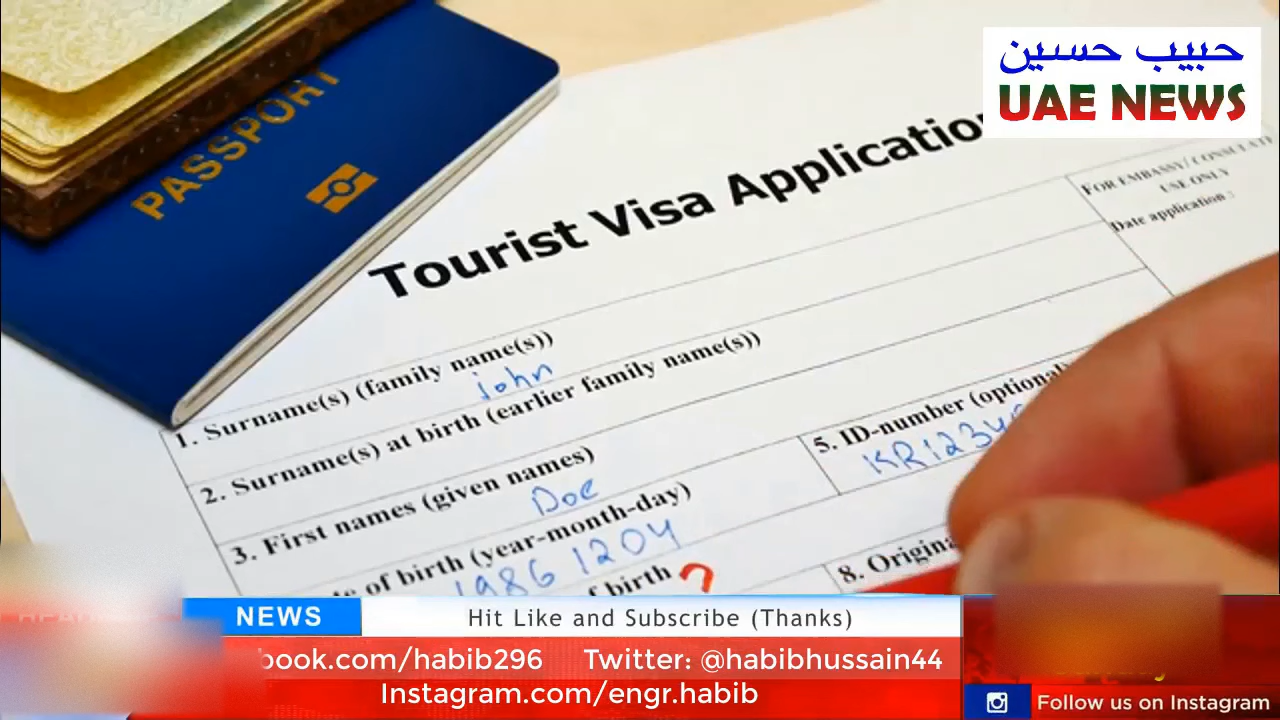 حبيب حسين
UAE NEWS
PASSPORT
Tourist Visa
FOR EMBASSY/CONSULATE
USE ONLY
Date application :
1. Surname(s) (family name(s))
john
2. Surname(s) at birth (earlier family name(s))
3. First names (given names)
Doe
5. ID-number (optional)
of birth (year-month-day)
1986 1204
birth ?
8.
NEWS
Hit Like and Subscribe (Thanks)
book.com/habib296 Twitter: @habibhussain44
Instagram.com/engr.habib
Follow us on Instagram